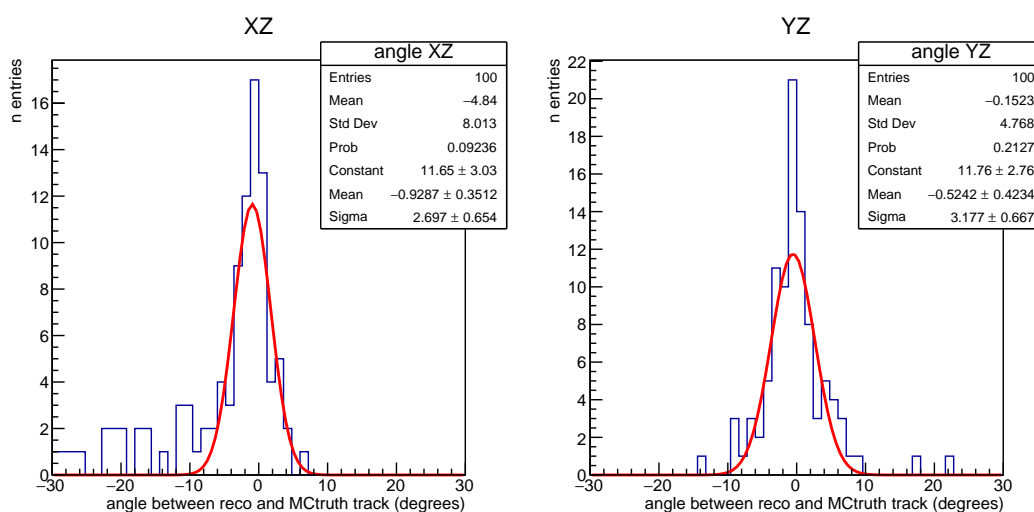 XZ
angle XZ
Entries 100
Mean −4.84
Std Dev 8.013
Prob 0.09236
Constant 11.65 ± 3.03
Mean −0.9287 ± 0.3512
Sigma 2.697 ± 0.654
n entries
16
14
12
10
8
6
4
2
0
−30 −20 −10 0 10 20 30
angle between reco and MCtruth track (degrees)
YZ
angle YZ
Entries 100
Mean −0.1523
Std Dev 4.768
Prob 0.2127
Constant 11.76 ± 2.76
Mean −0.5242 ± 0.4234
Sigma 3.177 ± 0.667
n entries
22
20
18
16
14
12
10
8
6
4
2
0
−30 −20 −10 0 10 20 30
angle between reco and MCtruth track (degrees)